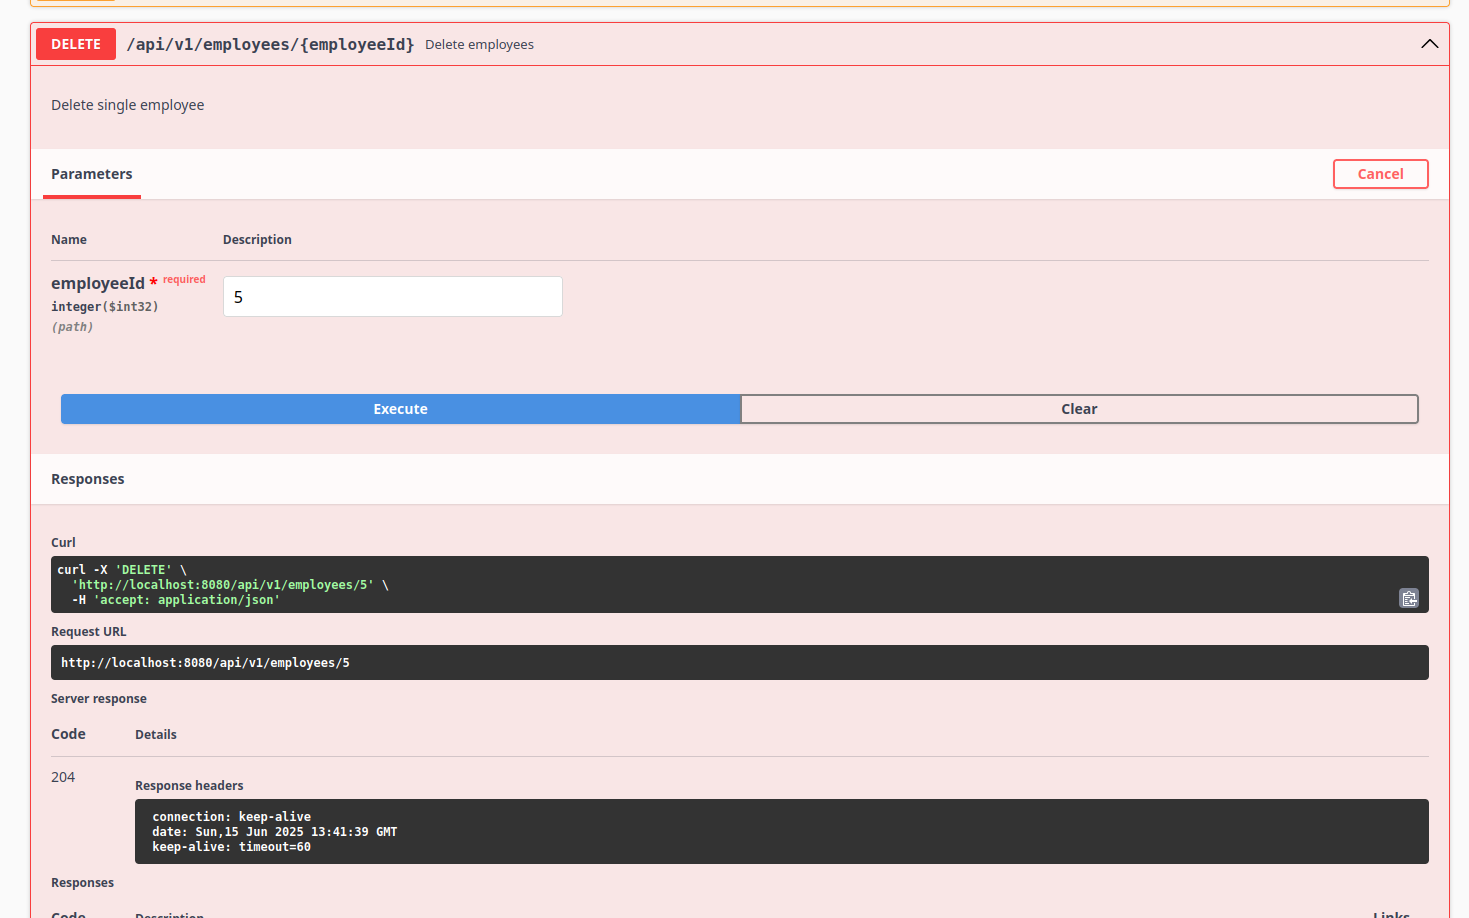 DELETE /api/v1/employees/{employeeId} Delete employees
Delete single employee
Parameters Cancel
Name Description
employeeId * required
integer($int32)
(path)
5
Execute Clear
Responses
Curl
curl -X 'DELETE' \
'http://localhost:8080/api/v1/employees/5' \
-H 'accept: application/json'
Request URL
http://localhost:8080/api/v1/employees/5
Server response
Code Details
204
Response headers
connection: keep-alive
date: Sun,15 Jun 2025 13:41:39 GMT
keep-alive: timeout=60
Responses
Code Description Links